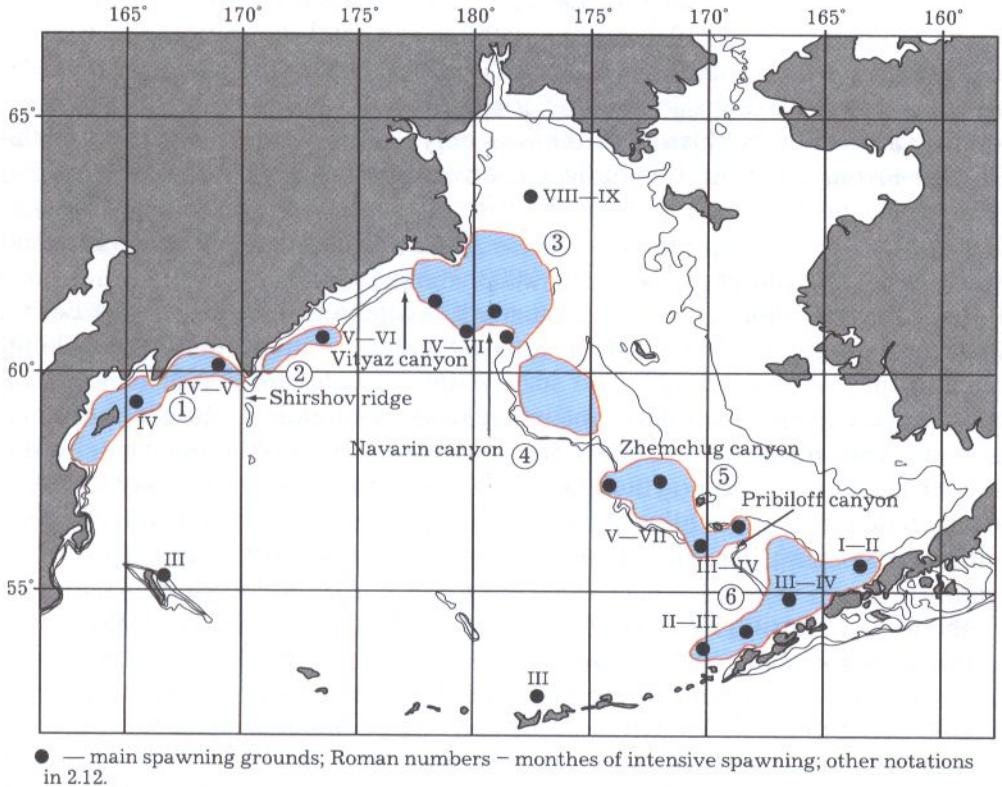 165° 170° 175° 180° 175° 170° 165° 160°
65°
VIII—IX
③
V—VI
IV—VI
Vityaz canyon
60°
②
IV—V
Shirshov ridge
①
IV
Navarin canyon
④
Zhemchug canyon
⑤
Pribiloff canyon
V—VII
I—II
III
III—IV
55°
III—IV
⑥
II—III
III
● — main spawning grounds; Roman numbers – monthes of intensive spawning; other notations
in 2.12.